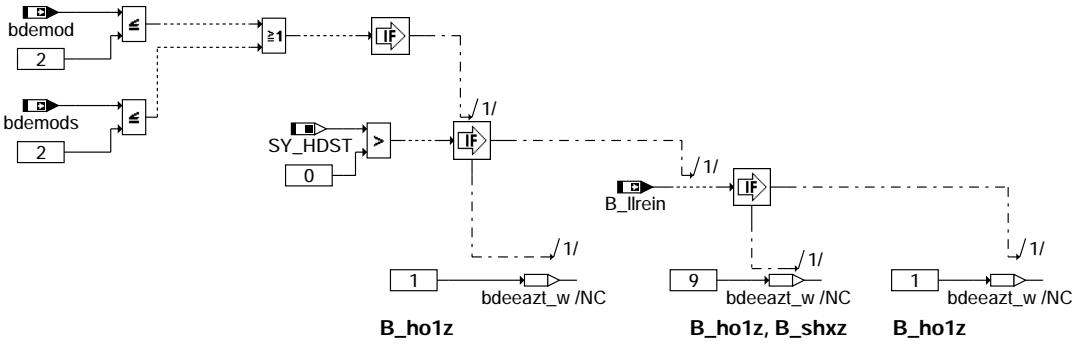 bdemod
≤
2
≥1
IF
bdemods
≤
2
/1/
SY_HDST
>
IF
0
/1/
B_llrein
IF
/1/
/1/
/1/
1
bdeeazt_w /NC
9
bdeeazt_w /NC
1
bdeeazt_w /NC
B_ho1z
B_ho1z, B_shxz
B_ho1z